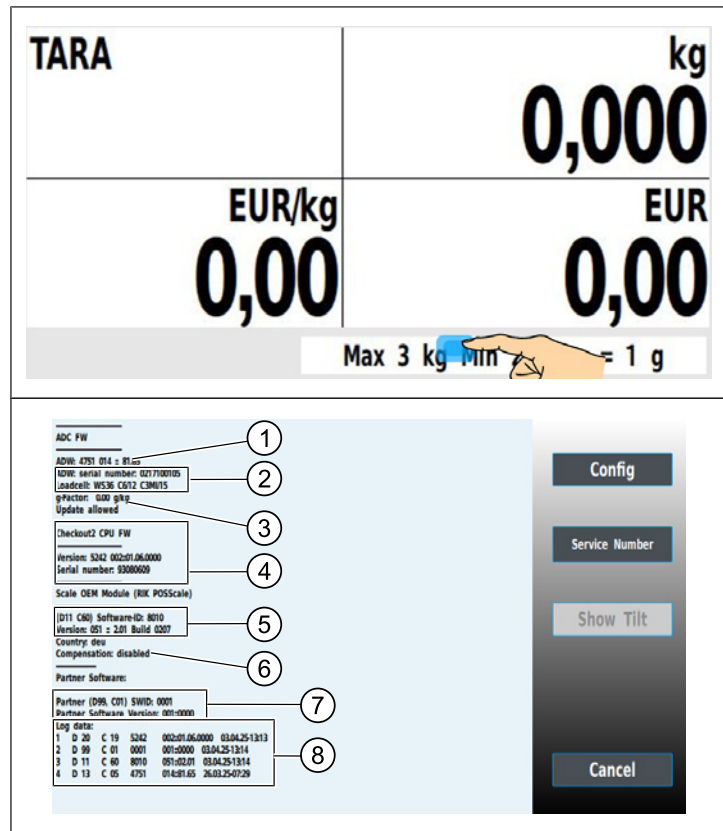 TARA
kg
0,000
EUR/kg
0,00
EUR
0,00
Max 3 kg Min = 1 g
ADC FW
ADW: 4751 014 : 81.65
ADW: serial number: 0217100105
Loadcell: WS36 C6/12 C3MI/15
g-Factor: 0.00 g/kg
Update allowed
Checkout2 CPU FW
Version: 5242 002:01.06.0000
Serial number: 93080609
Scale OEM Module (RIK POSScale)
(D11 C60) Software-ID: 8010
Version: 051 : 2.01 Build 0207
Country: deu
Compensation: disabled
Partner Software:
Partner (D99, C01) SWID: 0001
Partner Software Version: 001:0000
Log data:
1 D 20 C 19 5242 002:01.06.0000 03.04.25-13:13
2 D 99 C 01 0001 001:0000 03.04.25-13:14
3 D 11 C 60 8010 051:02.01 03.04.25-13:14
4 D 13 C 05 4751 014:81.65 26.03.25-07:29
1
2
3
4
5
6
7
8
Config
Service Number
Show Tilt
Cancel